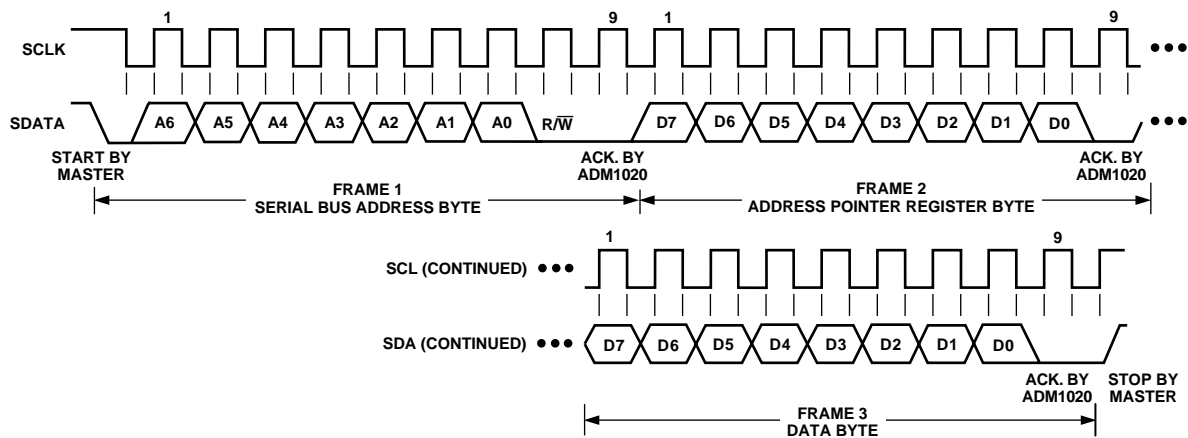 1 9 1 9
SCLK
SDATA A6 A5 A4 A3 A2 A1 A0 R/W̅ D7 D6 D5 D4 D3 D2 D1 D0
START BY
MASTER
ACK. BY
ADM1020
ACK. BY
ADM1020
FRAME 1
SERIAL BUS ADDRESS BYTE
FRAME 2
ADDRESS POINTER REGISTER BYTE
1 9
SCL (CONTINUED)
SDA (CONTINUED) D7 D6 D5 D4 D3 D2 D1 D0
ACK. BY
ADM1020
STOP BY
MASTER
FRAME 3
DATA BYTE